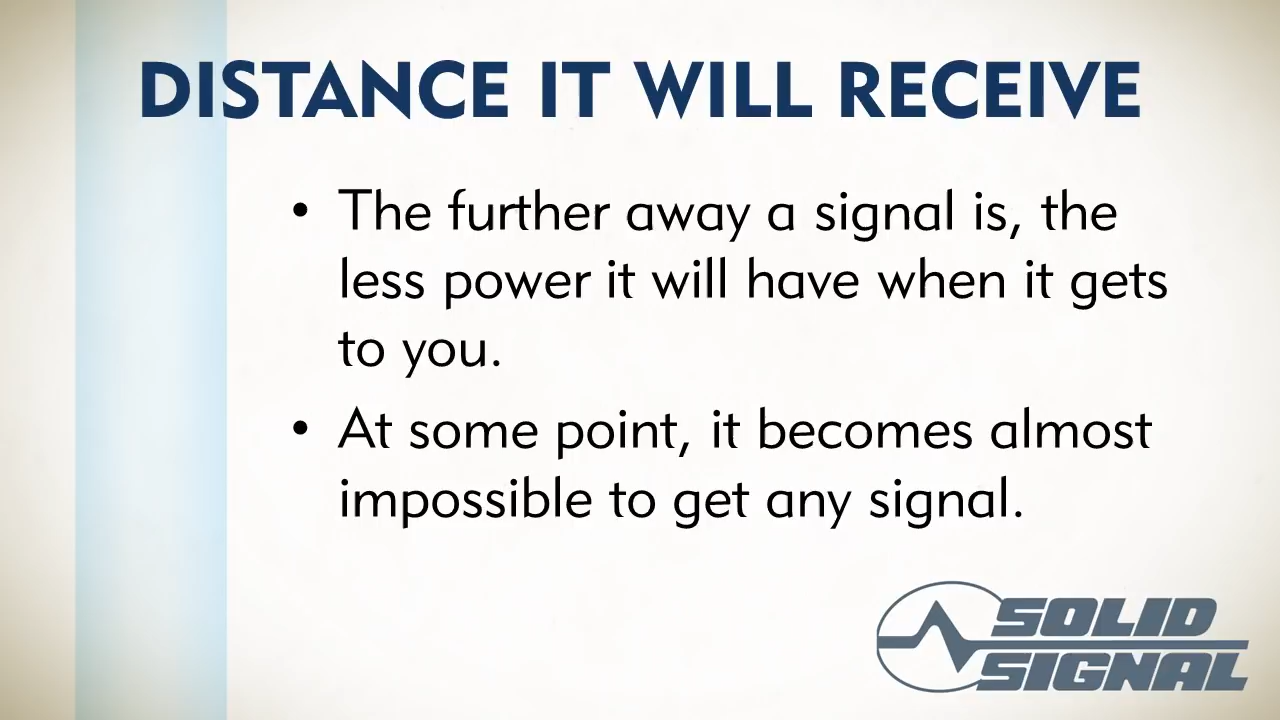 DISTANCE IT WILL RECEIVE
• The further away a signal is, the
less power it will have when it gets
to you.
• At some point, it becomes almost
impossible to get any signal.
SOLID
SIGNAL